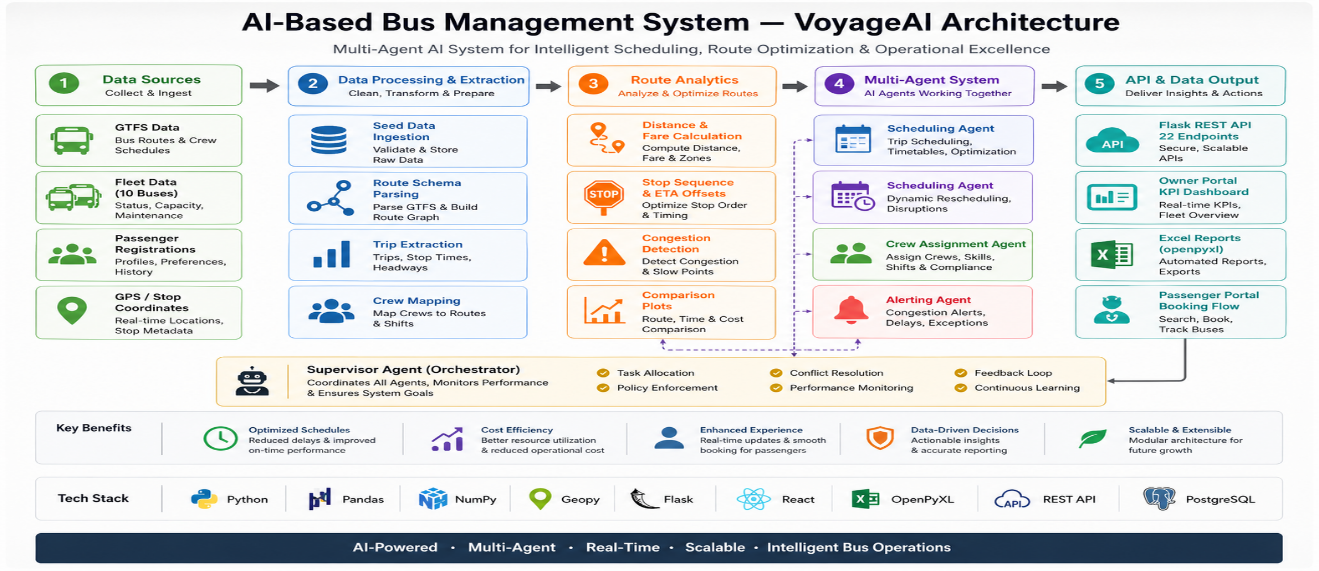 AI-Based Bus Management System — VoyageAI Architecture
Multi-Agent AI System for Intelligent Scheduling, Route Optimization & Operational Excellence
1
Data Sources
Collect & Ingest
2
Data Processing & Extraction
Clean, Transform & Prepare
3
Route Analytics
Analyze & Optimize Routes
4
Multi-Agent System
AI Agents Working Together
5
API & Data Output
Deliver Insights & Actions
GTFS Data
Bus Routes & Crew
Schedules
Fleet Data
(10 Buses)
Status, Capacity,
Maintenance
Passenger
Registrations
Profiles, Preferences,
History
GPS / Stop
Coordinates
Real-time Locations,
Stop Metadata
Seed Data
Ingestion
Validate & Store
Raw Data
Route Schema
Parsing
Parse GTFS & Build
Route Graph
Trip Extraction
Trips, Stop Times,
Headways
Crew Mapping
Map Crews to Routes
& Shifts
Distance &
Fare Calculation
Compute Distance,
Fare & Zones
STOP
Stop Sequence
& ETA Offsets
Optimize Stop Order
& Timing
Congestion
Detection
Detect Congestion
& Slow Points
Comparison
Plots
Route, Time & Cost
Comparison
Scheduling Agent
Trip Scheduling,
Timetables, Optimization
Scheduling Agent
Dynamic Rescheduling,
Disruptions
Crew Assignment Agent
Assign Crews, Skills,
Shifts & Compliance
Alerting Agent
Congestion Alerts,
Delays, Exceptions
API
Flask REST API
22 Endpoints
Secure, Scalable
APIs
Owner Portal
KPI Dashboard
Real-time KPIs,
Fleet Overview
X
Excel Reports
(openpyxl)
Automated Reports,
Exports
Passenger Portal
Booking Flow
Search, Book,
Track Buses
Supervisor Agent (Orchestrator)
Coordinates All Agents, Monitors Performance
& Ensures System Goals
Task Allocation
Conflict Resolution
Feedback Loop
Policy Enforcement
Performance Monitoring
Continuous Learning
Key Benefits
Optimized Schedules
Reduced delays & improved
on-time performance
Cost Efficiency
Better resource utilization
& reduced operational cost
Enhanced Experience
Real-time updates & smooth
booking for passengers
Data-Driven Decisions
Actionable insights
& accurate reporting
Scalable & Extensible
Modular architecture for
future growth
Tech Stack
Python
Pandas
NumPy
Geopy
Flask
React
X
OpenPyXL
API
REST API
PostgreSQL
AI-Powered • Multi-Agent • Real-Time • Scalable • Intelligent Bus Operations